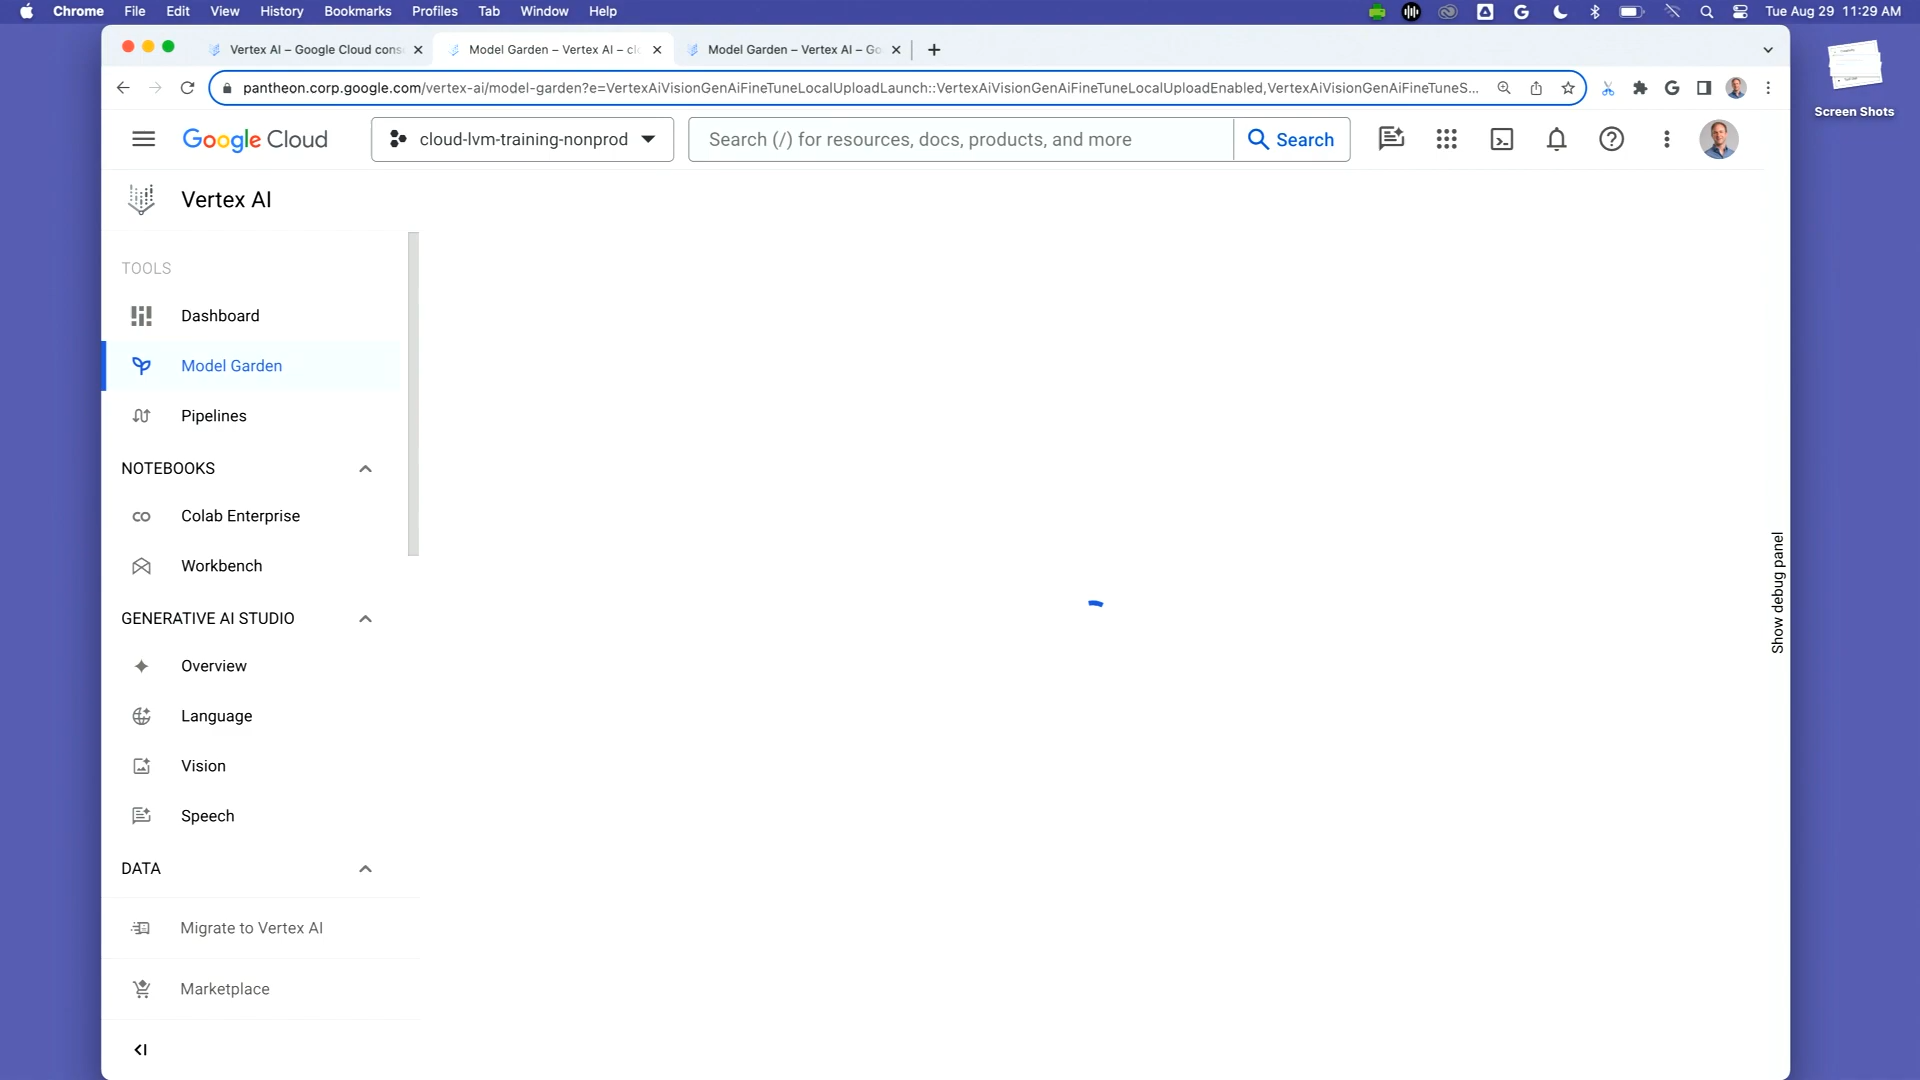 Chrome File Edit View History Bookmarks Profiles Tab Window Help Tue Aug 29 11:29 AM
Vertex AI – Google Cloud cons
Model Garden – Vertex AI – cl
Model Garden – Vertex AI – Go
pantheon.corp.google.com/vertex-ai/model-garden?e=VertexAiVisionGenAiFineTuneLocalUploadLaunch::VertexAiVisionGenAiFineTuneLocalUploadEnabled,VertexAiVisionGenAiFineTuneS...
Screen Shots
Google Cloud
cloud-lvm-training-nonprod
Search (/) for resources, docs, products, and more
Search
Vertex AI
TOOLS
Dashboard
Model Garden
Pipelines
NOTEBOOKS
Colab Enterprise
Workbench
GENERATIVE AI STUDIO
Overview
Language
Vision
Speech
DATA
Migrate to Vertex AI
Marketplace
Show debug panel